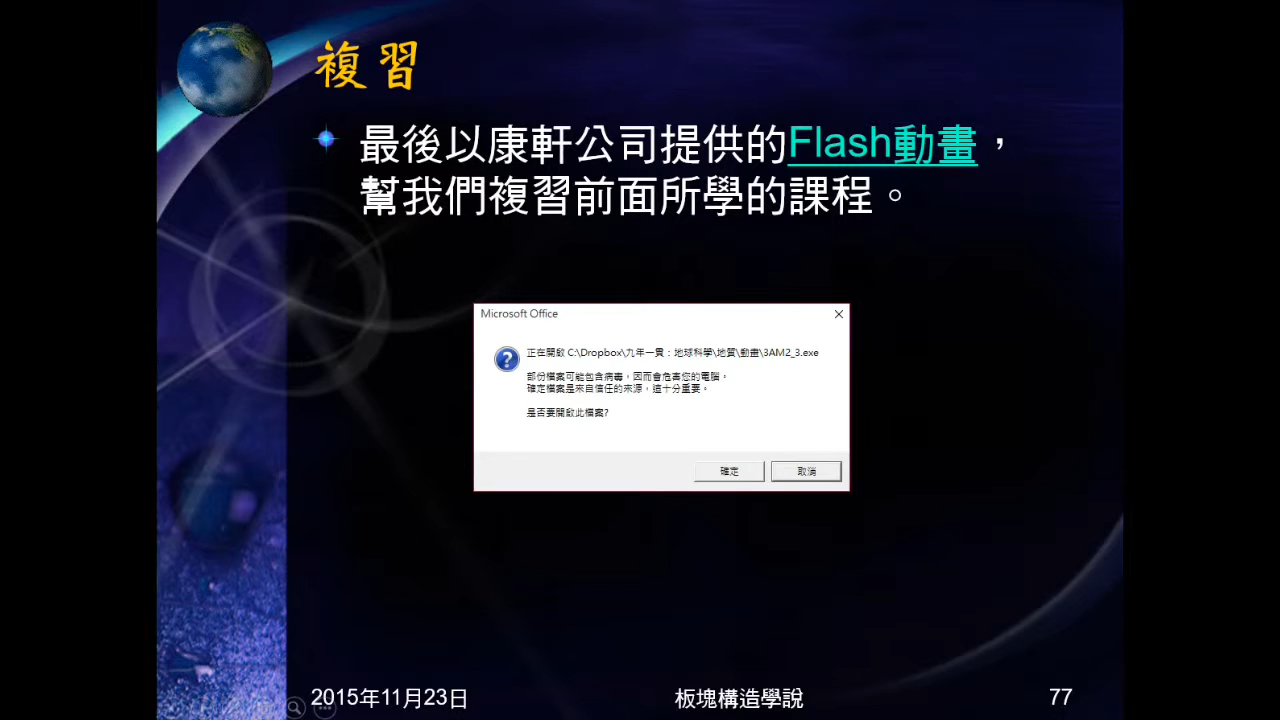 複習
最後以康軒公司提供的Flash動畫，
幫我們複習前面所學的課程。
Microsoft Office
正在開啟 C:\Dropbox\九年一貫：地球科學\地質\動畫\3AM2_3.exe
部份檔案可能包含病毒，因而會危害您的電腦。
確定檔案是來自信任的來源，這十分重要。
是否要開啟此檔案?
確定 取消
2015年11月23日 板塊構造學說 77